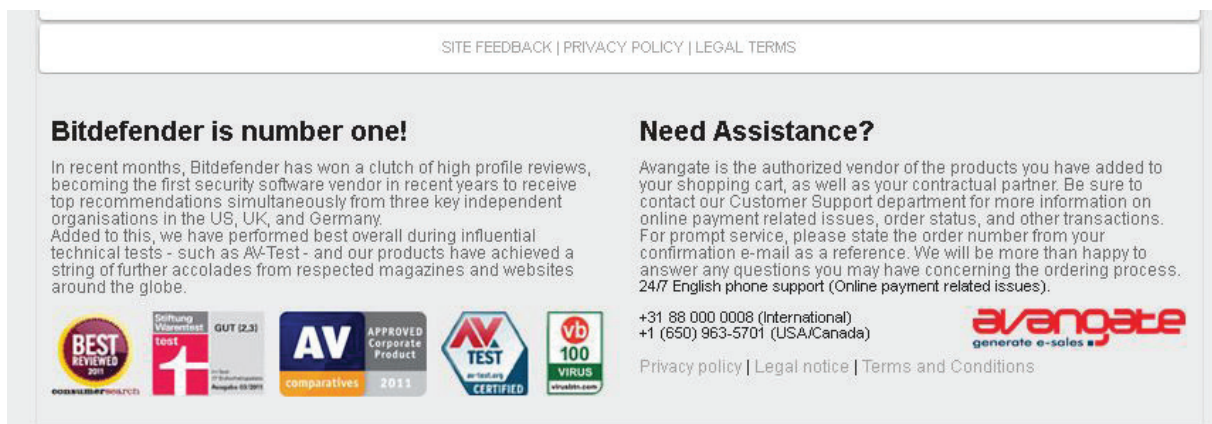 SITE FEEDBACK | PRIVACY POLICY | LEGAL TERMS
Bitdefender is number one!
In recent months, Bitdefender has won a clutch of high profile reviews,
becoming the first security software vendor in recent years to receive
top recommendations simultaneously from three key independent
organisations in the US, UK, and Germany.
Added to this, we have performed best overall during influential
technical tests - such as AV-Test - and our products have achieved a
string of further accolades from respected magazines and websites
around the globe.
BEST
REVIEWED
2011
consumersearch
Stiftung
Warentest
test
GUT (2,3)
AV
comparatives
APPROVED
Corporate
Product
2011
AV
TEST
av-test.org
CERTIFIED
vb
100
VIRUS
virusbtn.com
Need Assistance?
Avangate is the authorized vendor of the products you have added to
your shopping cart, as well as your contractual partner. Be sure to
contact our Customer Support department for more information on
online payment related issues, order status, and other transactions.
For prompt service, please state the order number from your
confirmation e-mail as a reference. We will be more than happy to
answer any questions you may have concerning the ordering process.
24/7 English phone support (Online payment related issues).
+31 88 000 0008 (International)
+1 (650) 963-5701 (USA/Canada)
avangate
generate e-sales
Privacy policy | Legal notice | Terms and Conditions